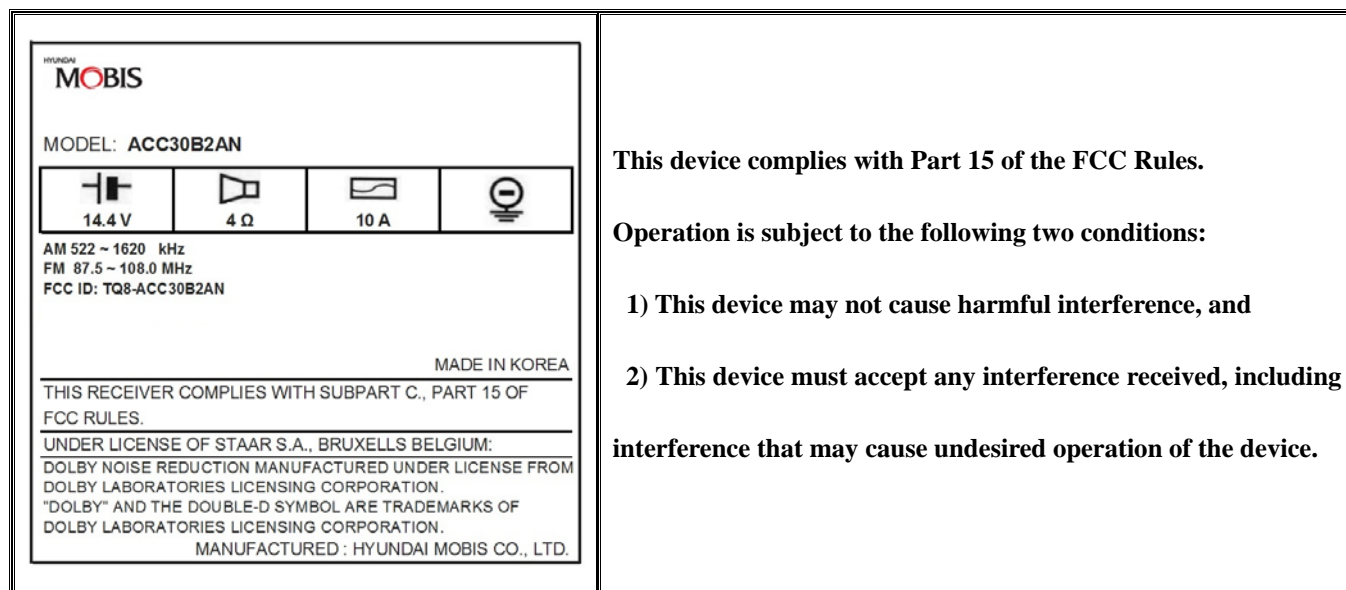 HYUNDAI
MOBIS
MODEL: ACC30B2AN
14.4 V
4 Ω
10 A
AM 522 ~ 1620 kHz
FM 87.5 ~ 108.0 MHz
FCC ID: TQ8-ACC30B2AN
MADE IN KOREA
THIS RECEIVER COMPLIES WITH SUBPART C., PART 15 OF
FCC RULES.
UNDER LICENSE OF STAAR S.A., BRUXELLS BELGIUM:
DOLBY NOISE REDUCTION MANUFACTURED UNDER LICENSE FROM
DOLBY LABORATORIES LICENSING CORPORATION.
"DOLBY" AND THE DOUBLE-D SYMBOL ARE TRADEMARKS OF
DOLBY LABORATORIES LICENSING CORPORATION.
MANUFACTURED : HYUNDAI MOBIS CO., LTD.
This device complies with Part 15 of the FCC Rules.
Operation is subject to the following two conditions:
1) This device may not cause harmful interference, and
2) This device must accept any interference received, including
interference that may cause undesired operation of the device.